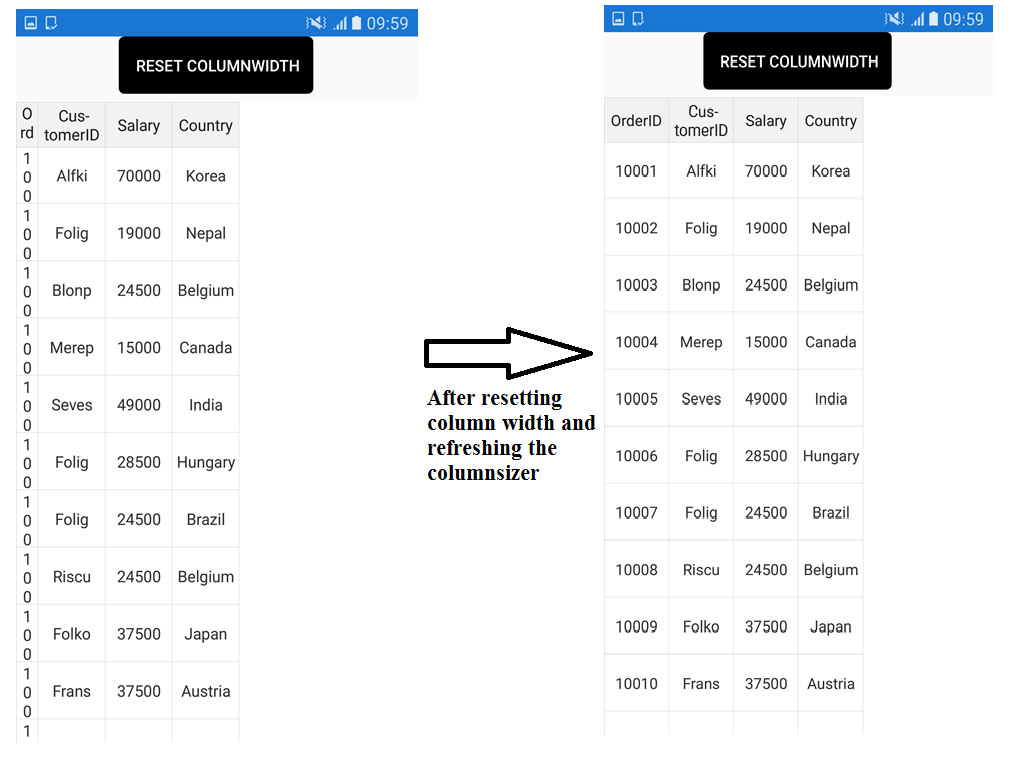 09:59
RESET COLUMNWIDTH
O
rd
Cus-
tomerID
Salary
Country
1
0
0
Alfki
70000
Korea
1
0
0
Folig
19000
Nepal
1
0
0
Blonp
24500
Belgium
1
0
0
Merep
15000
Canada
1
0
0
Seves
49000
India
1
0
0
Folig
28500
Hungary
1
0
0
Folig
24500
Brazil
1
0
0
Riscu
24500
Belgium
1
0
0
Folko
37500
Japan
1
0
0
Frans
37500
Austria
1
After resetting
column width and
refreshing the
columnsizer
09:59
RESET COLUMNWIDTH
OrderID
Cus-
tomerID
Salary
Country
10001 Alfki 70000 Korea
10002 Folig 19000 Nepal
10003 Blonp 24500 Belgium
10004 Merep 15000 Canada
10005 Seves 49000 India
10006 Folig 28500 Hungary
10007 Folig 24500 Brazil
10008 Riscu 24500 Belgium
10009 Folko 37500 Japan
10010 Frans 37500 Austria